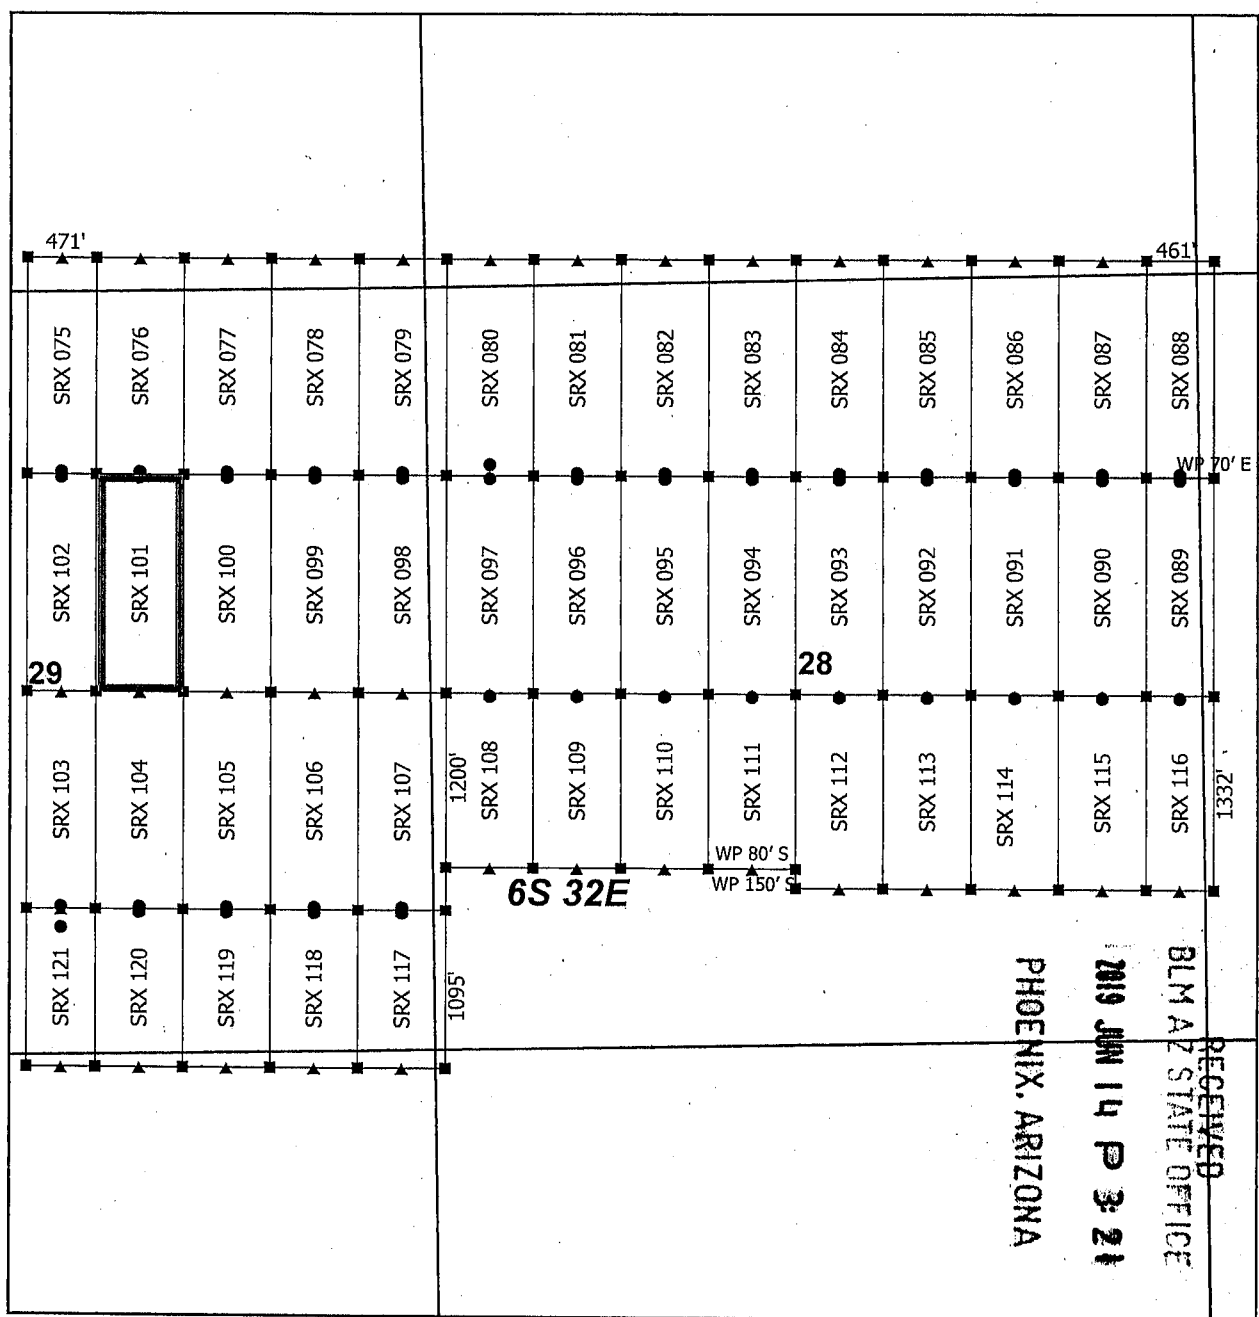 471'
461'
SRX 075
SRX 076
SRX 077
SRX 078
SRX 079
SRX 080
SRX 081
SRX 082
SRX 083
SRX 084
SRX 085
SRX 086
SRX 087
SRX 088
WP 70' E
SRX 102
SRX 101
SRX 100
SRX 099
SRX 098
SRX 097
SRX 096
SRX 095
SRX 094
SRX 093
SRX 092
SRX 091
SRX 090
SRX 089
29
28
SRX 103
SRX 104
SRX 105
SRX 106
SRX 107
1200'
SRX 108
SRX 109
SRX 110
SRX 111
SRX 112
SRX 113
SRX 114
SRX 115
SRX 116
1332'
WP 80' S
WP 150' S
6S 32E
SRX 121
SRX 120
SRX 119
SRX 118
SRX 117
1095'
RECEIVED
BLM AZ STATE OFFICE
2019 JUN 14 P 3: 21
PHOENIX, ARIZONA